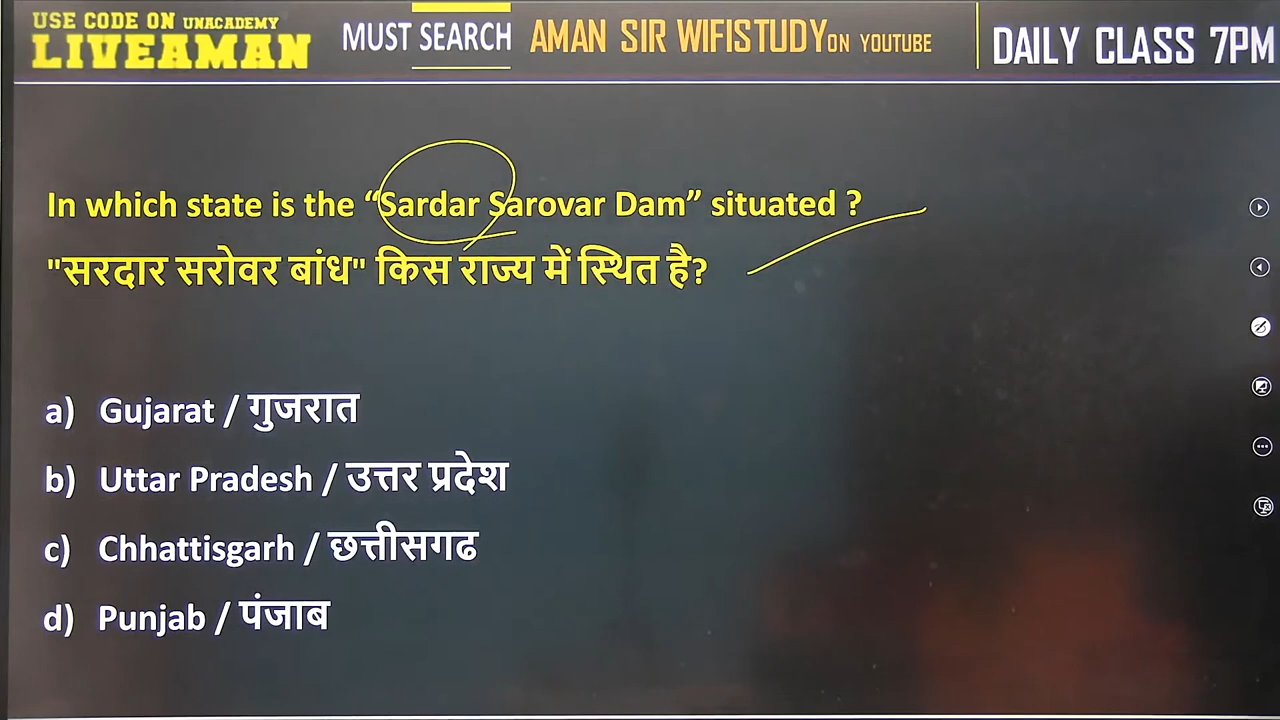 USE CODE ON UNACADEMY
LIVEAMAN
MUST SEARCH AMAN SIR WIFISTUDY ON YOUTUBE
DAILY CLASS 7PM
In which state is the “Sardar Sarovar Dam” situated ?
"सरदार सरोवर बांध" किस राज्य में स्थित है?
a) Gujarat / गुजरात
b) Uttar Pradesh / उत्तर प्रदेश
c) Chhattisgarh / छत्तीसगढ
d) Punjab / पंजाब